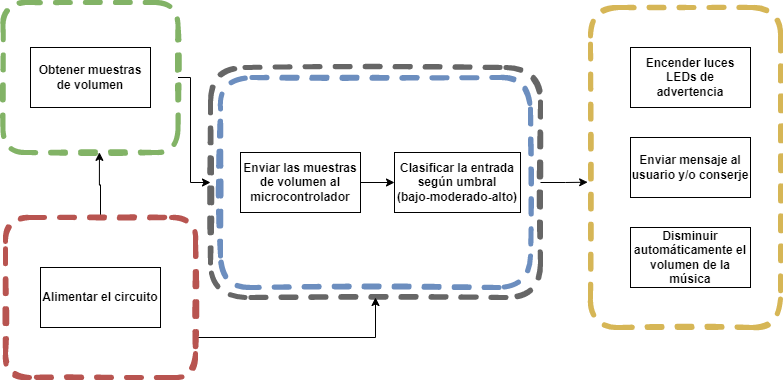 Obtener muestras
de volumen
Alimentar el circuito
Enviar las muestras
de volumen al
microcontrolador
Clasificar la entrada
según umbral
(bajo-moderado-alto)
Encender luces
LEDs de
advertencia
Enviar mensaje al
usuario y/o conserje
Disminuir
automáticamente el
volumen de la
música